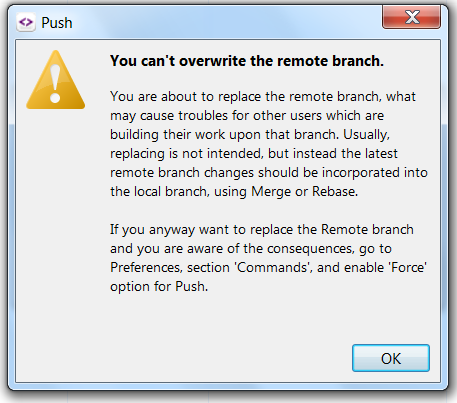 Push
You can't overwrite the remote branch.
You are about to replace the remote branch, what
may cause troubles for other users which are
building their work upon that branch. Usually,
replacing is not intended, but instead the latest
remote branch changes should be incorporated into
the local branch, using Merge or Rebase.
If you anyway want to replace the Remote branch
and you are aware of the consequences, go to
Preferences, section 'Commands', and enable 'Force'
option for Push.
OK